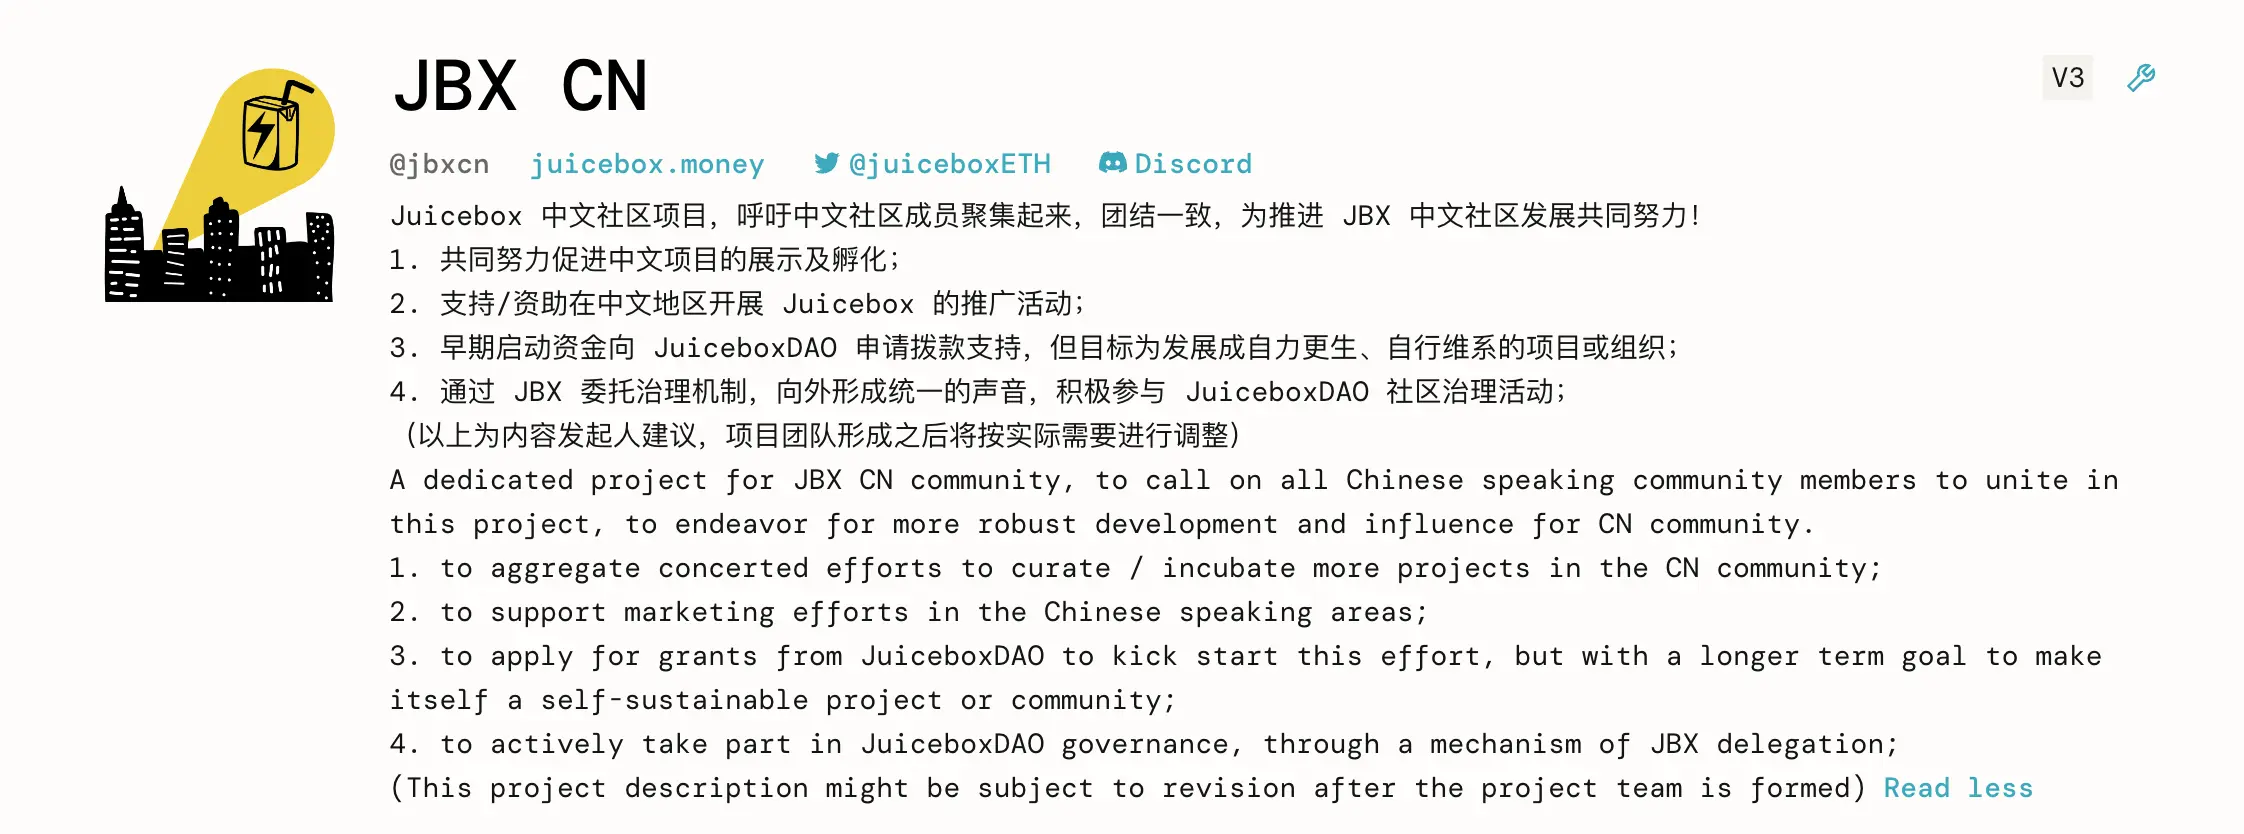 JBX CN
V3
@jbxcn juicebox.money @juiceboxETH Discord
Juicebox 中文社区项目，呼吁中文社区成员聚集起来，团结一致，为推进 JBX 中文社区发展共同努力！
1. 共同努力促进中文项目的展示及孵化；
2. 支持/资助在中文地区开展 Juicebox 的推广活动；
3. 早期启动资金向 JuiceboxDAO 申请拨款支持，但目标为发展成自力更生、自行维系的项目或组织；
4. 通过 JBX 委托治理机制，向外形成统一的声音，积极参与 JuiceboxDAO 社区治理活动；
（以上为内容发起人建议，项目团队形成之后将按实际需要进行调整）
A dedicated project for JBX CN community, to call on all Chinese speaking community members to unite in
this project, to endeavor for more robust development and influence for CN community.
1. to aggregate concerted efforts to curate / incubate more projects in the CN community;
2. to support marketing efforts in the Chinese speaking areas;
3. to apply for grants from JuiceboxDAO to kick start this effort, but with a longer term goal to make
itself a self-sustainable project or community;
4. to actively take part in JuiceboxDAO governance, through a mechanism of JBX delegation;
(This project description might be subject to revision after the project team is formed) Read less